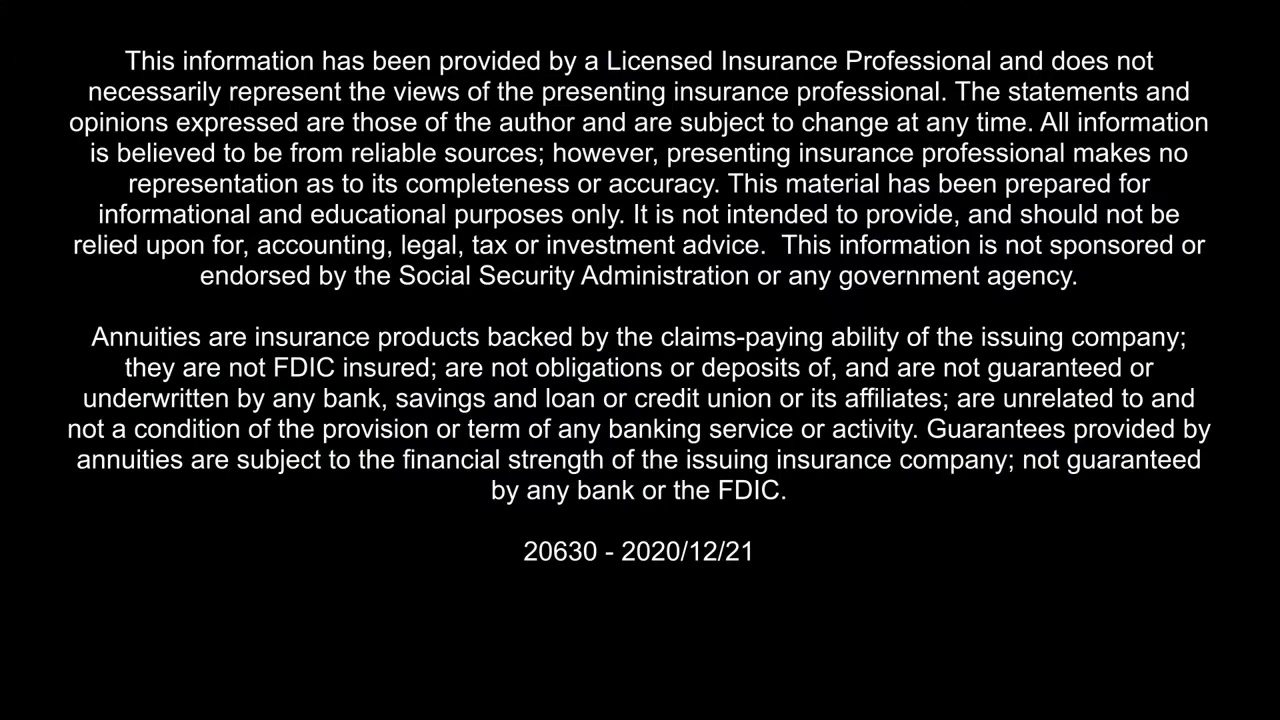 This information has been provided by a Licensed Insurance Professional and does not
necessarily represent the views of the presenting insurance professional. The statements and
opinions expressed are those of the author and are subject to change at any time. All information
is believed to be from reliable sources; however, presenting insurance professional makes no
representation as to its completeness or accuracy. This material has been prepared for
informational and educational purposes only. It is not intended to provide, and should not be
relied upon for, accounting, legal, tax or investment advice.  This information is not sponsored or
endorsed by the Social Security Administration or any government agency.
Annuities are insurance products backed by the claims-paying ability of the issuing company;
they are not FDIC insured; are not obligations or deposits of, and are not guaranteed or
underwritten by any bank, savings and loan or credit union or its affiliates; are unrelated to and
not a condition of the provision or term of any banking service or activity. Guarantees provided by
annuities are subject to the financial strength of the issuing insurance company; not guaranteed
by any bank or the FDIC.
20630 - 2020/12/21